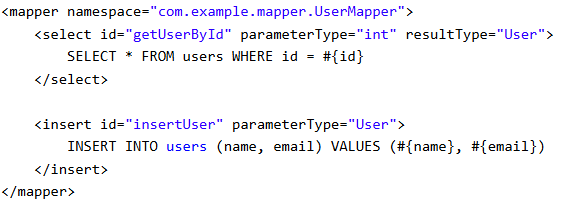 <mapper namespace="com.example.mapper.UserMapper">
    <select id="getUserById" parameterType="int" resultType="User">
        SELECT * FROM users WHERE id = #{id}
    </select>

    <insert id="insertUser" parameterType="User">
        INSERT INTO users (name, email) VALUES (#{name}, #{email})
    </insert>
</mapper>